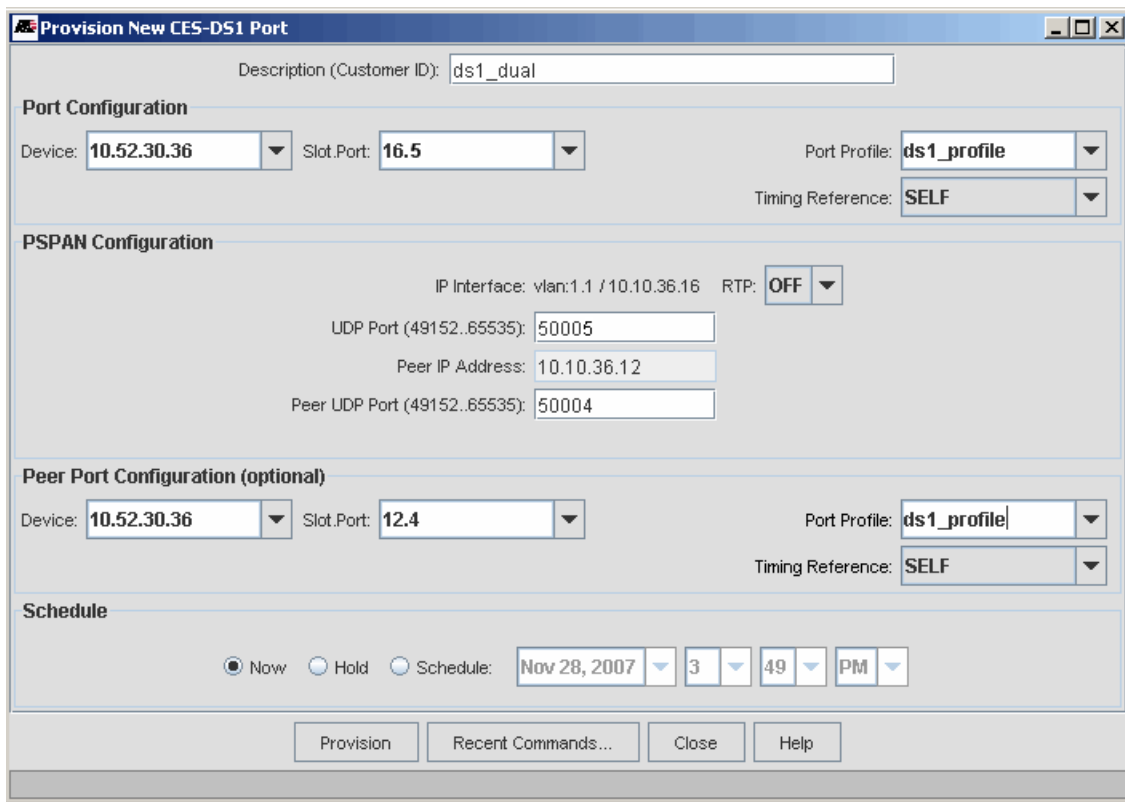 Provision New CES-DS1 Port
Description (Customer ID): ds1_dual
Port Configuration
Device: 10.52.30.36 Slot.Port: 16.5 Port Profile: ds1_profile
Timing Reference: SELF
PSPAN Configuration
IP Interface: vlan:1.1 / 10.10.36.16 RTP: OFF
UDP Port (49152..65535): 50005
Peer IP Address: 10.10.36.12
Peer UDP Port (49152..65535): 50004
Peer Port Configuration (optional)
Device: 10.52.30.36 Slot.Port: 12.4 Port Profile: ds1_profile
Timing Reference: SELF
Schedule
Now Hold Schedule: Nov 28, 2007 3 49 PM
Provision Recent Commands... Close Help